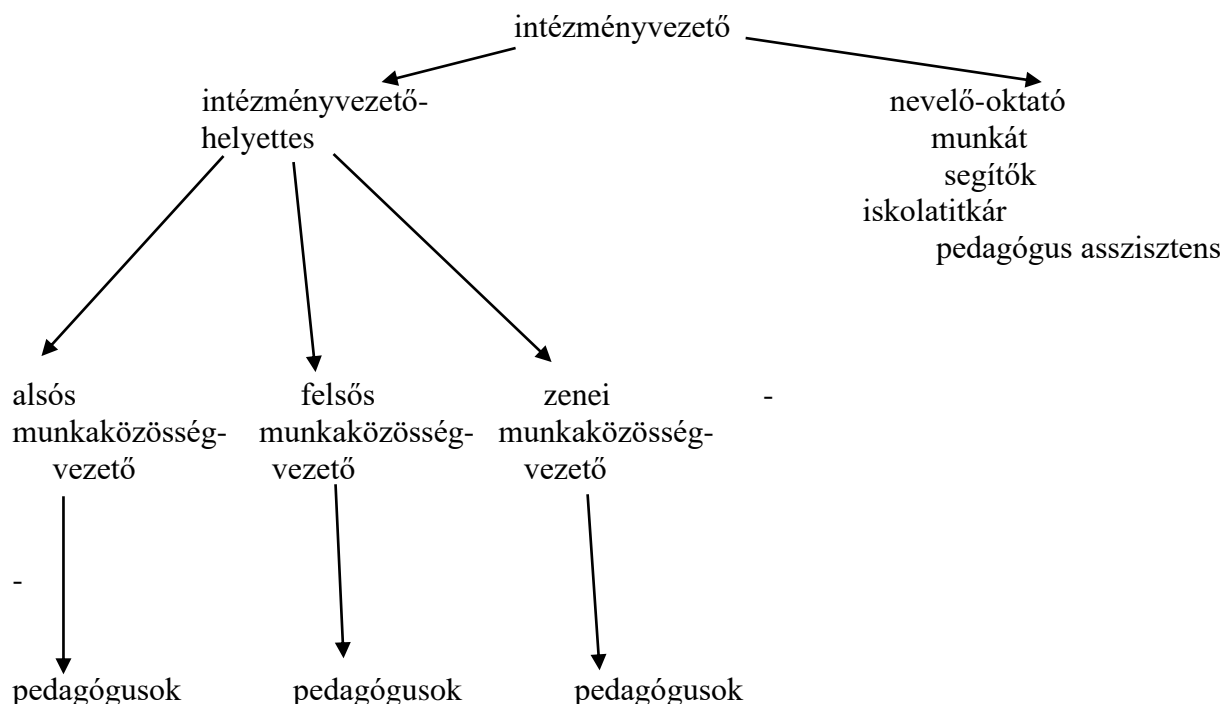 intézményvezető
intézményvezető-
helyettes
nevelő-oktató
munkát
segítők
iskolatitkár
pedagógus asszisztens
alsós
munkaközösség-
vezető
felsős
munkaközösség-
vezető
zenei
munkaközösség-
vezető
-
-
pedagógusok
pedagógusok
pedagógusok